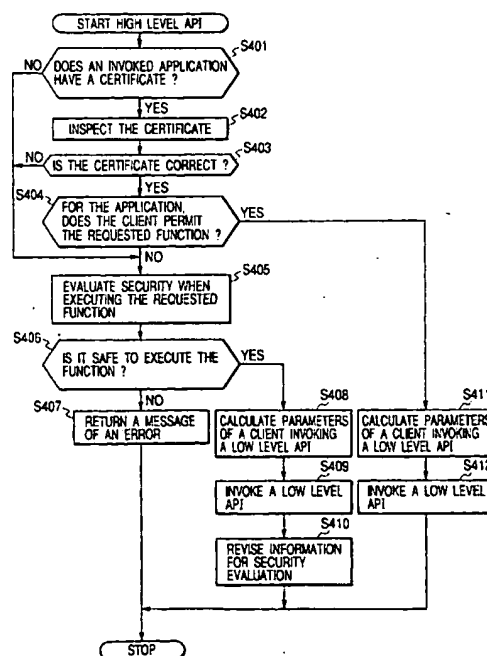 START HIGH LEVEL API
S401
DOES AN INVOKED APPLICATION
HAVE A CERTIFICATE ?
NO
YES
S402
INSPECT THE CERTIFICATE
S403
NO
IS THE CERTIFICATE CORRECT ?
YES
S404
FOR THE APPLICATION,
DOES THE CLIENT PERMIT
THE REQUESTED FUNCTION ?
YES
NO
S405
EVALUATE SECURITY WHEN
EXECUTING THE REQUESTED
FUNCTION
S406
IS IT SAFE TO EXECUTE THE
FUNCTION ?
YES
NO
S407
RETURN A MESSAGE
OF AN ERROR
S408
CALCULATE PARAMETERS
OF A CLIENT INVOKING
A LOW LEVEL API
S409
INVOKE A LOW LEVEL
API
S410
REVISE INFORMATION
FOR SECURITY
EVALUATION
S411
CALCULATE PARAMETERS
OF A CLIENT INVOKING
A LOW LEVEL API
S412
INVOKE A LOW LEVEL
API
STOP